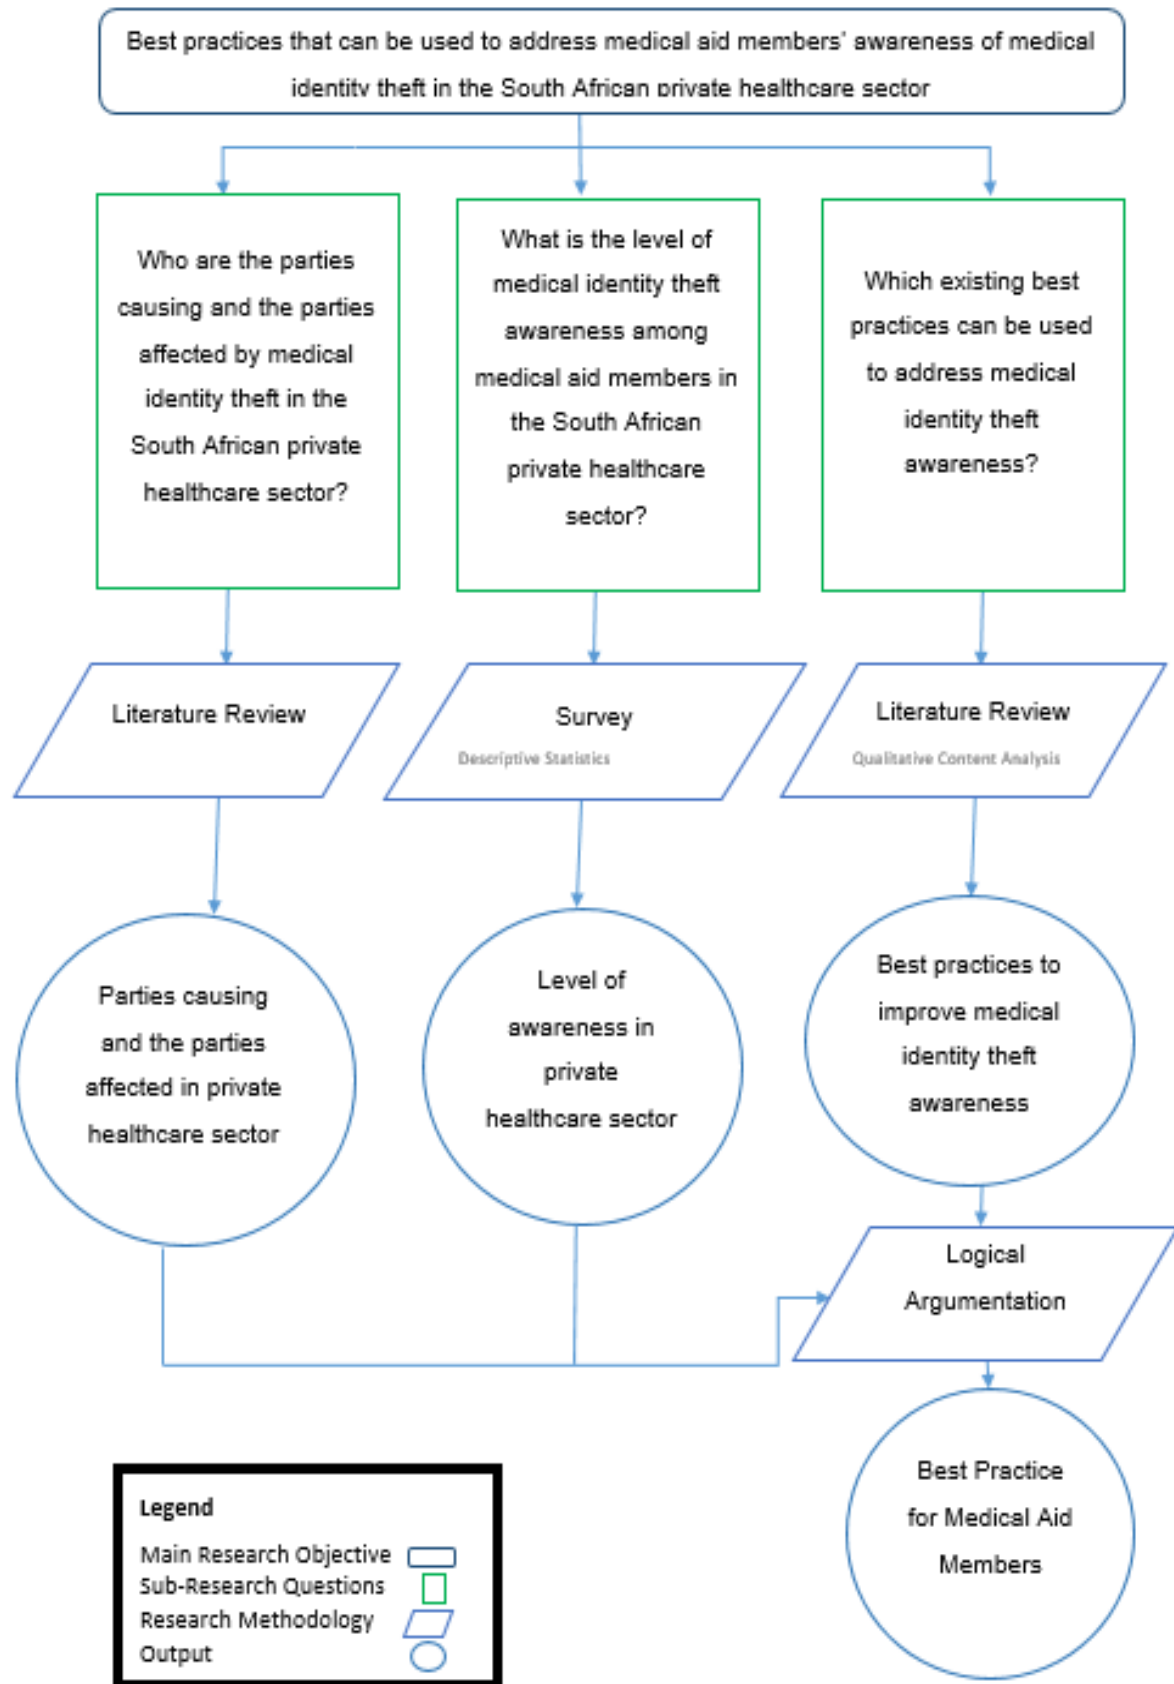 Best practices that can be used to address medical aid members' awareness of medical
identity theft in the South African private healthcare sector
Who are the parties
causing and the parties
affected by medical
identity theft in the
South African private
healthcare sector?
What is the level of
medical identity theft
awareness among
medical aid members in
the South African
private healthcare
sector?
Which existing best
practices can be used
to address medical
identity theft
awareness?
Literature Review
Survey
Descriptive Statistics
Literature Review
Qualitative Content Analysis
Parties causing
and the parties
affected in private
healthcare sector
Level of
awareness in
private
healthcare sector
Best practices to
improve medical
identity theft
awareness
Logical
Argumentation
Best Practice
for Medical Aid
Members
Legend
Main Research Objective
Sub-Research Questions
Research Methodology
Output